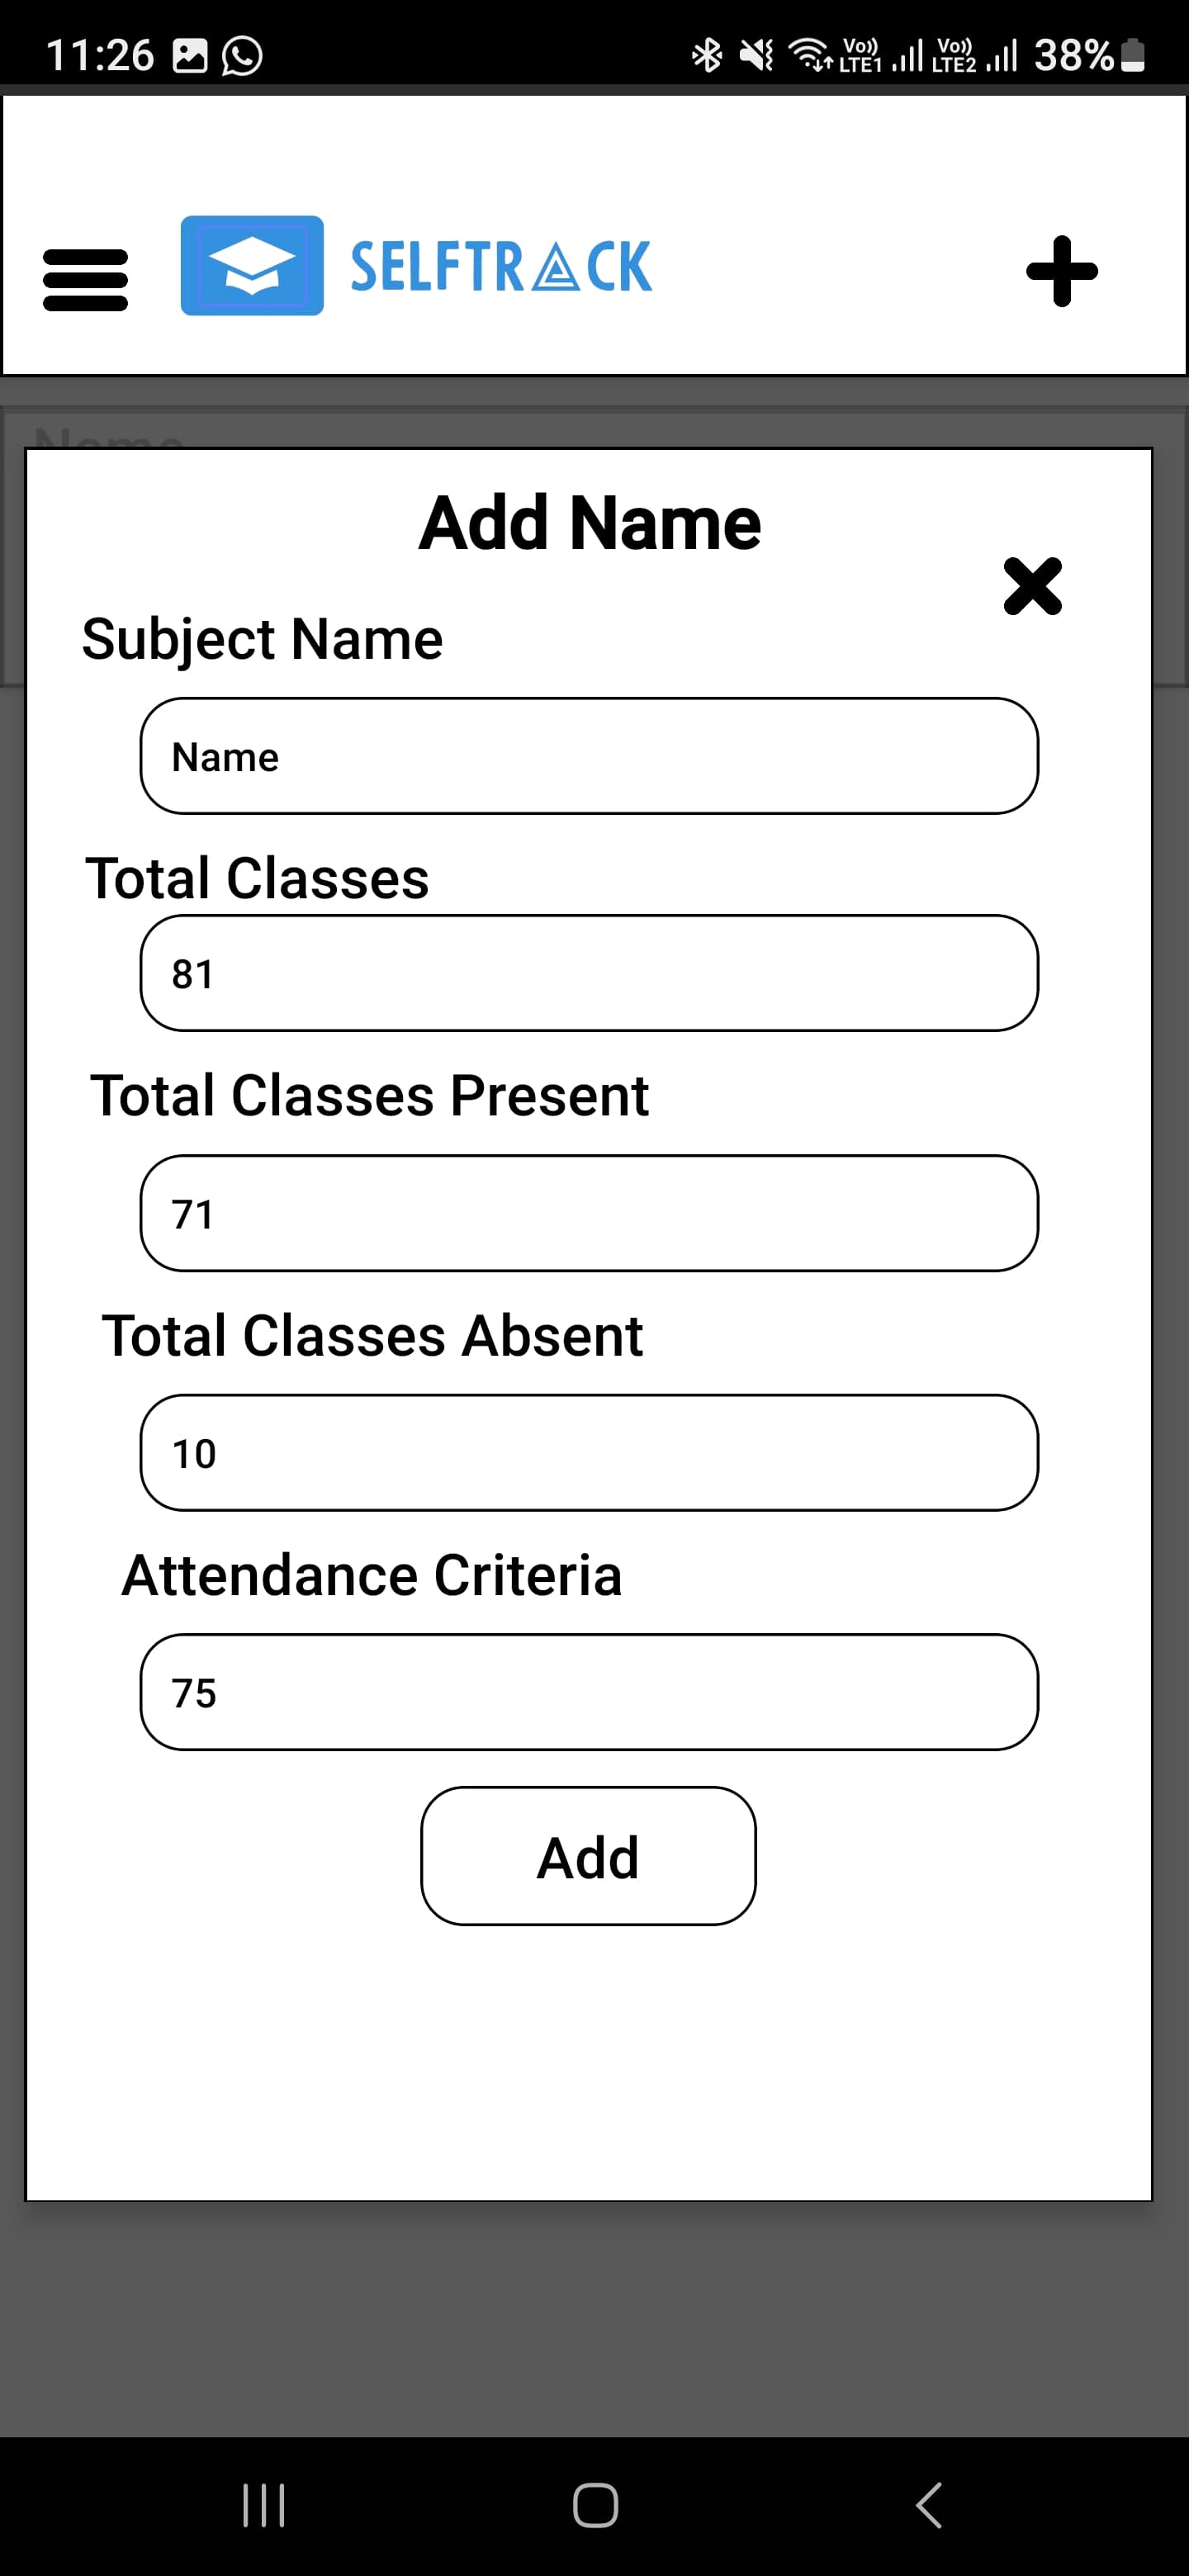 11:26 Vo)) LTE1 Vo)) LTE2 38%
SELFTRACK
Name
Add Name
Subject Name
Name
Total Classes
81
Total Classes Present
71
Total Classes Absent
10
Attendance Criteria
75
Add